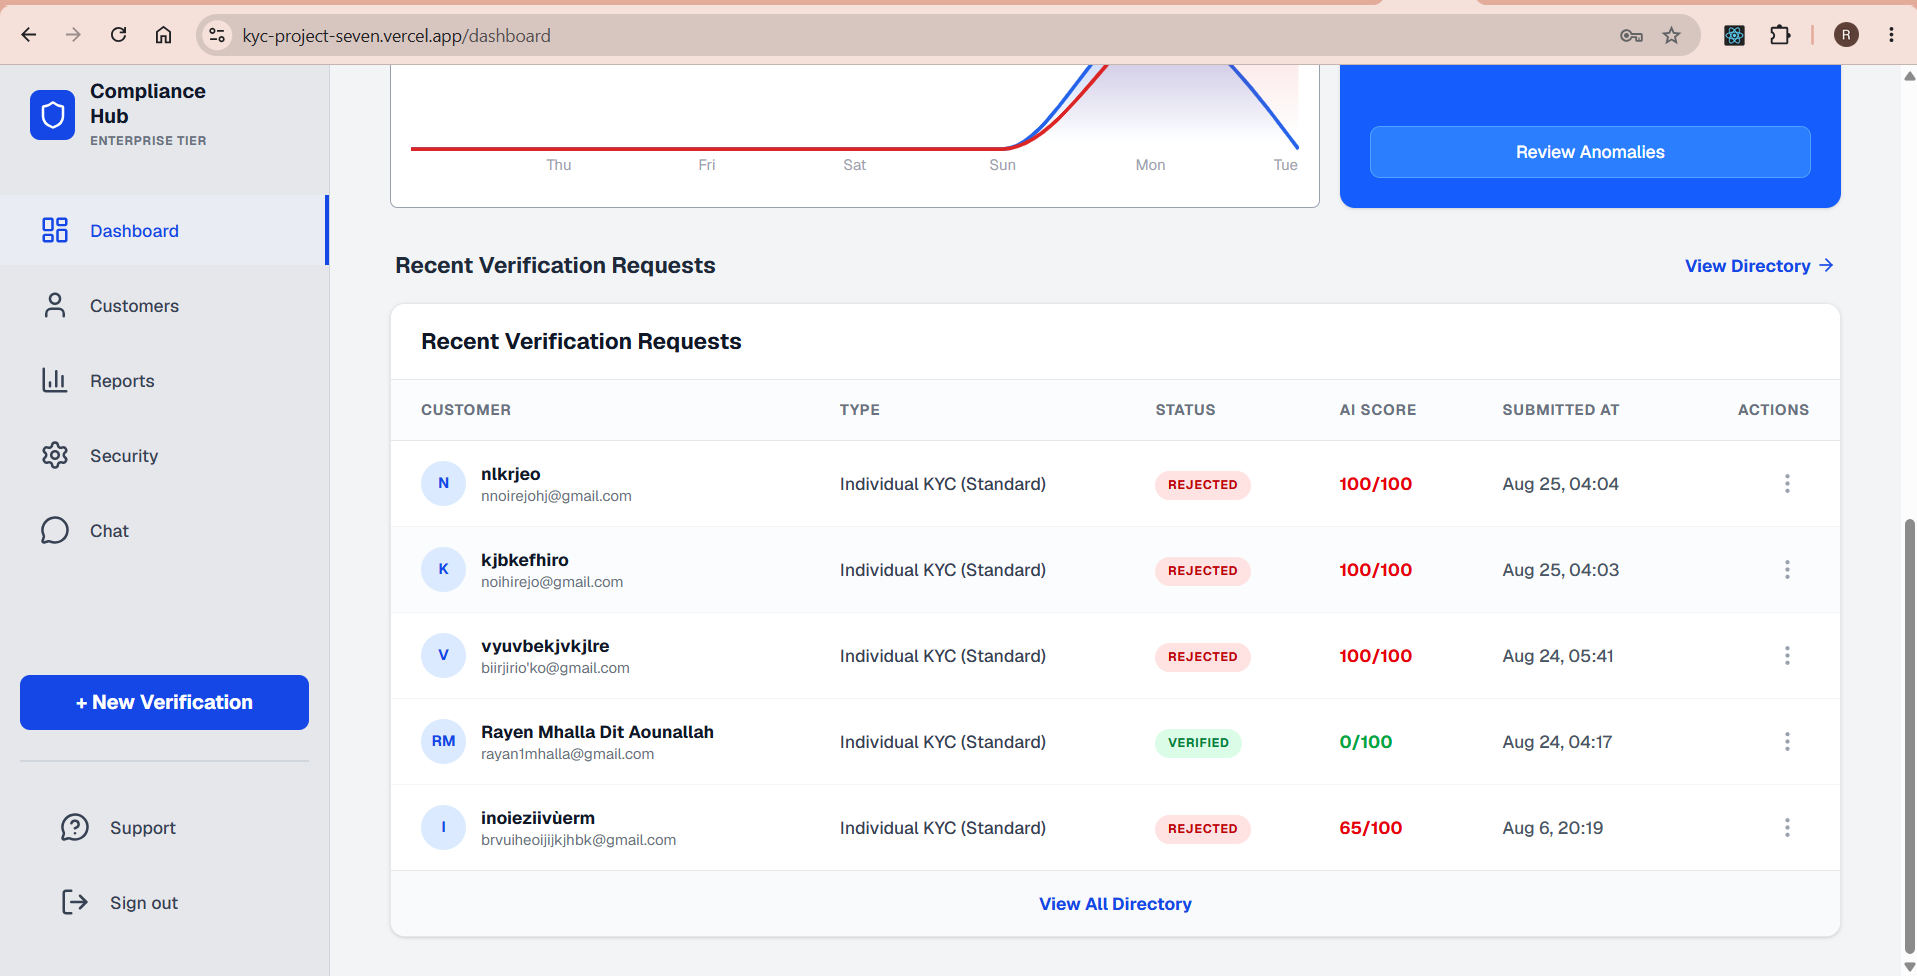 kyc-project-seven.vercel.app/dashboard
R
Compliance
Hub
ENTERPRISE TIER
Dashboard
Customers
Reports
Security
Chat
+ New Verification
Support
Sign out
Thu Fri Sat Sun Mon Tue
Review Anomalies
Recent Verification Requests
View Directory →
Recent Verification Requests
CUSTOMER TYPE STATUS AI SCORE SUBMITTED AT ACTIONS
N nlkrjeo Individual KYC (Standard) REJECTED 100/100 Aug 25, 04:04
nnoirejohj@gmail.com
K kjbkefhiro Individual KYC (Standard) REJECTED 100/100 Aug 25, 04:03
noihirejo@gmail.com
V vyuvbekjvkjlre Individual KYC (Standard) REJECTED 100/100 Aug 24, 05:41
biirjirio'ko@gmail.com
RM Rayen Mhalla Dit Aounallah Individual KYC (Standard) VERIFIED 0/100 Aug 24, 04:17
rayan1mhalla@gmail.com
I inoieziivùerm Individual KYC (Standard) REJECTED 65/100 Aug 6, 20:19
brvuiheoijijkjhbk@gmail.com
View All Directory